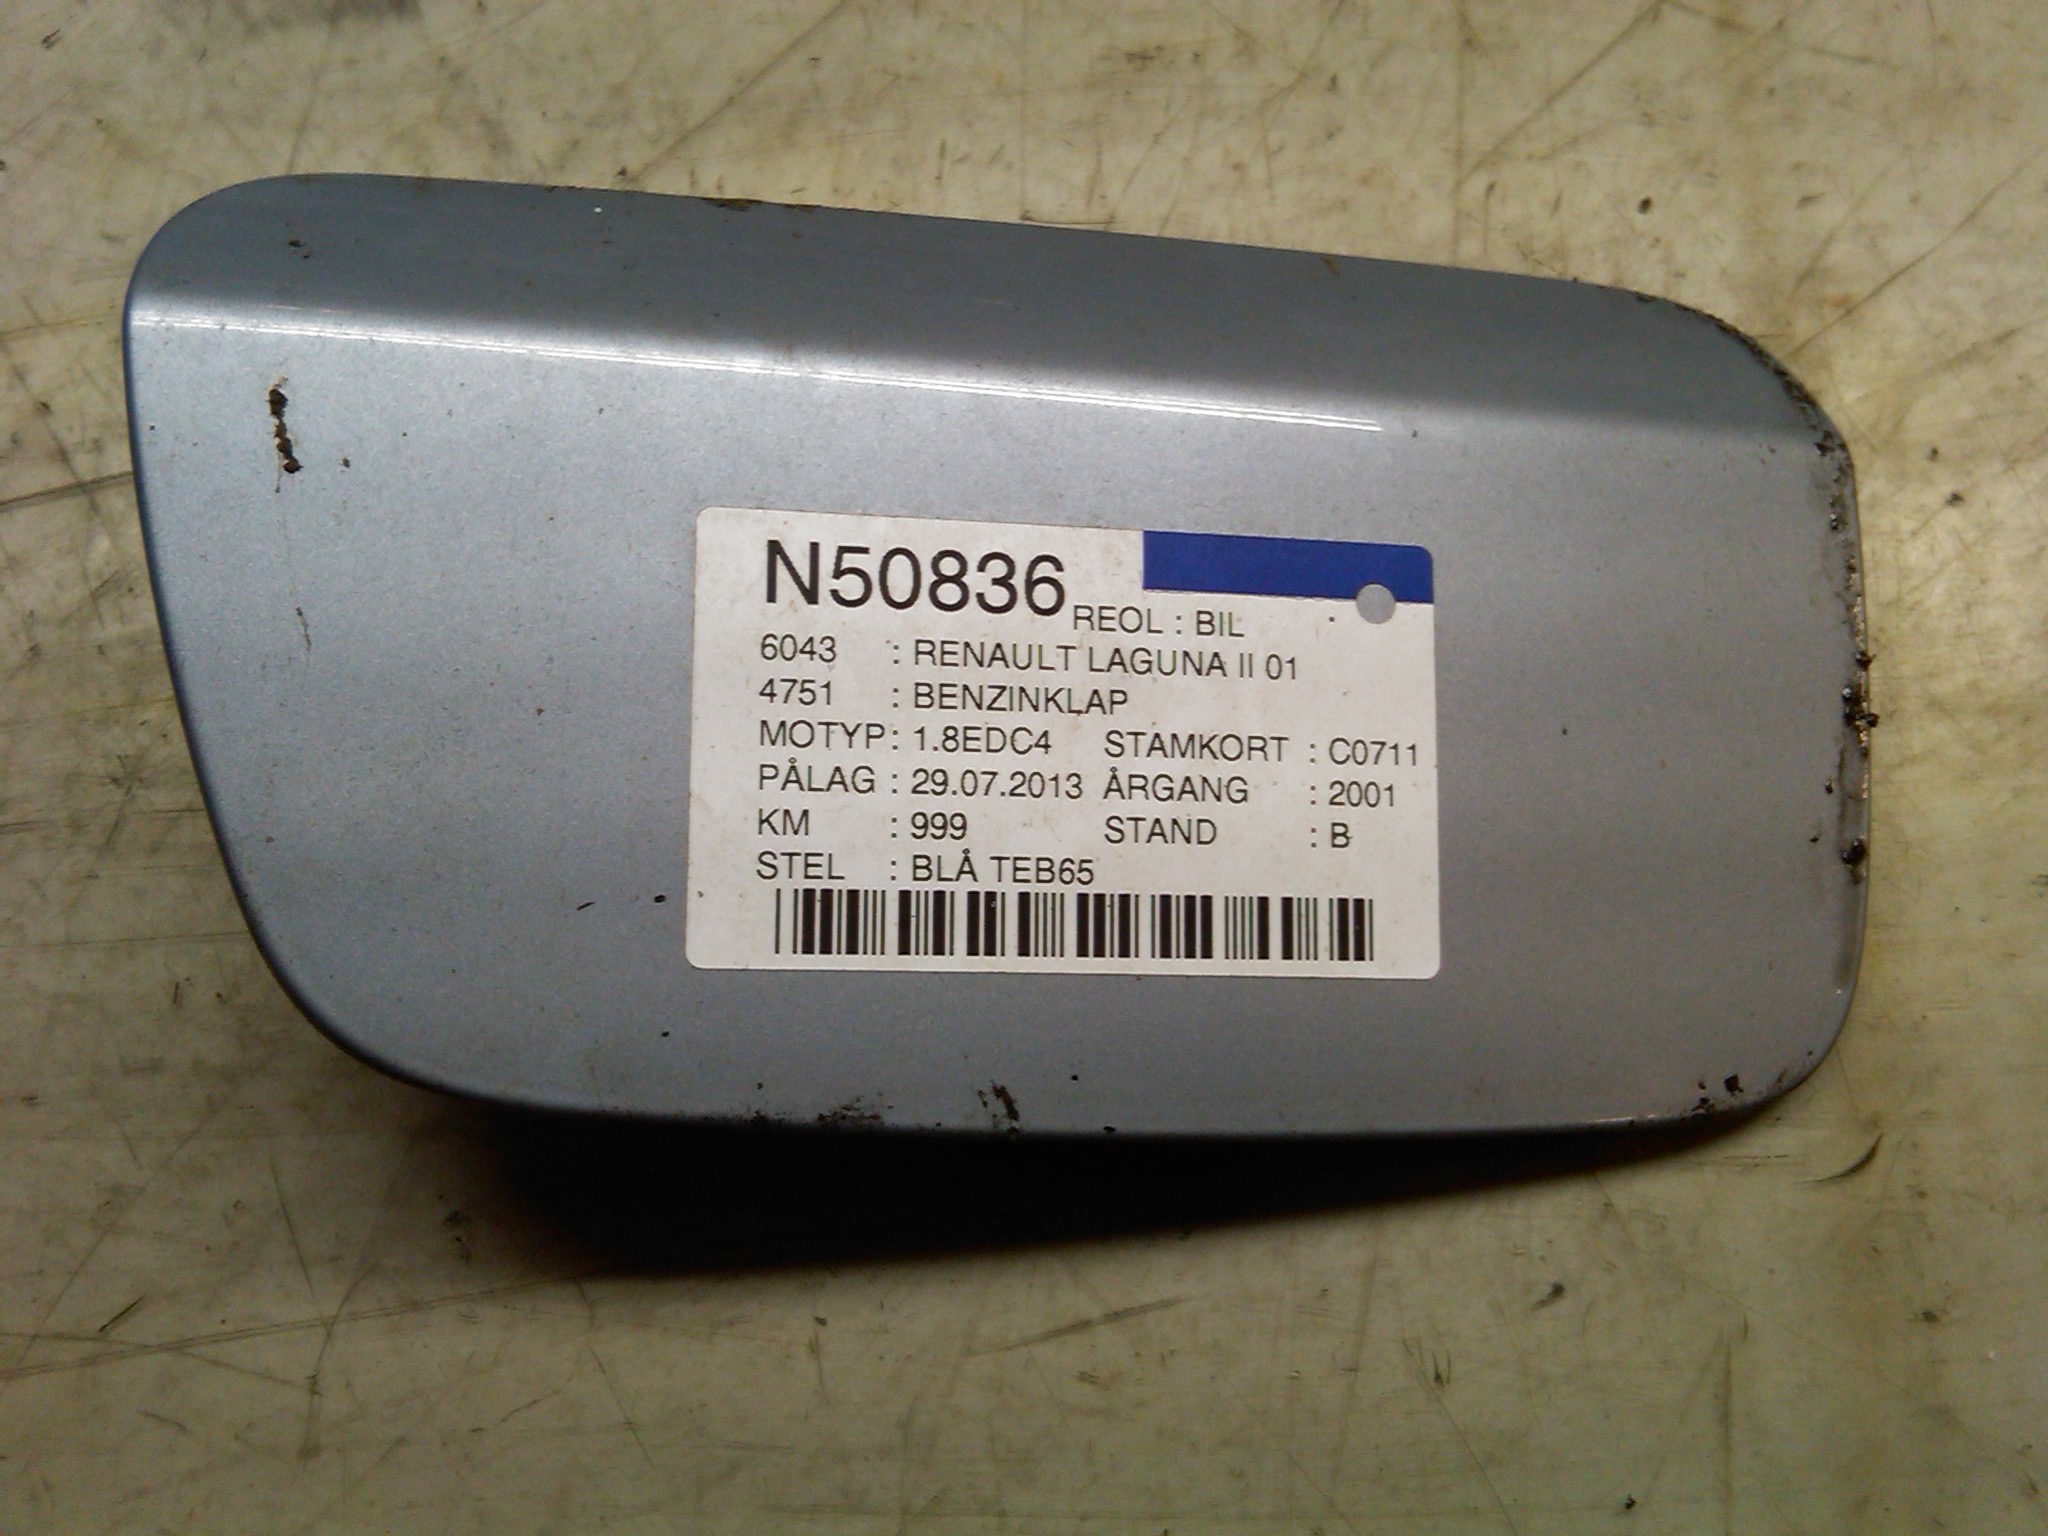 N50836 REOL : BIL
6043 : RENAULT LAGUNA II 01
4751 : BENZINKLAP
MOTYP : 1.8EDC4 STAMKORT : C0711
PÅLAG : 29.07.2013 ÅRGANG : 2001
KM : 999 STAND : B
STEL : BLÅ TEB65